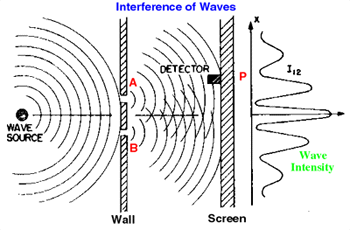 Interference of Waves
X
DETECTOR
P
I12
A
WAVE
SOURCE
B
Wave
Intensity
Wall
Screen